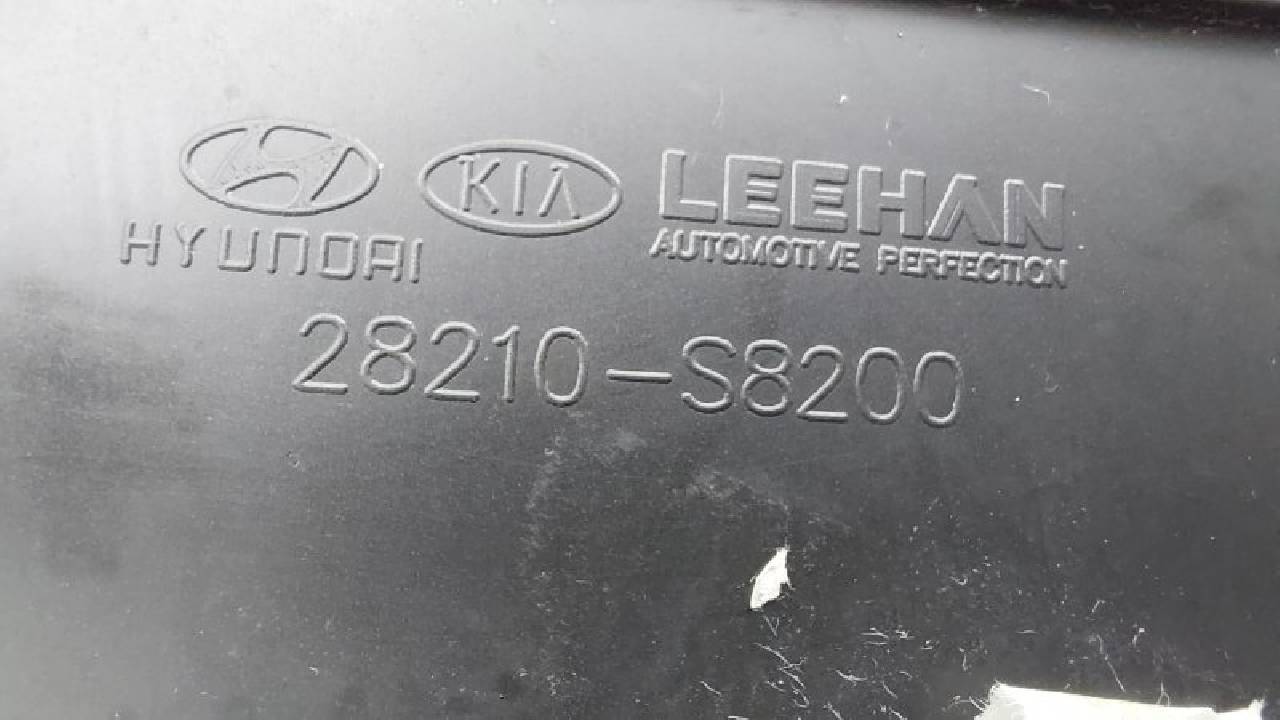 HYUNDAI
KIA
LEEHAN
AUTOMOTIVE PERFECTION
28210-S8200